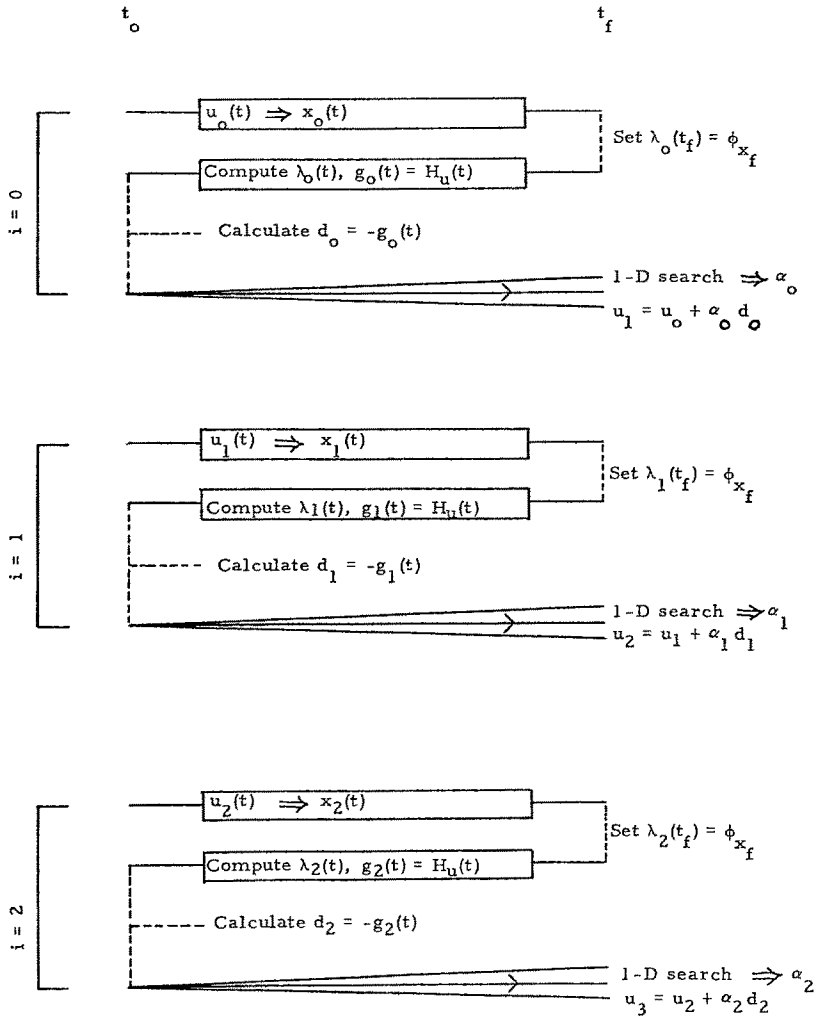 t_o t_f
u_o(t) ⇒ x_o(t)
Set λ_o(t_f) = ϕ_x_f
Compute λ_o(t), g_o(t) = H_u(t)
i = 0
Calculate d_o = -g_o(t)
1-D search ⇒ α_o
u_1 = u_o + α_o d_o
u_1(t) ⇒ x_1(t)
Set λ_1(t_f) = ϕ_x_f
Compute λ1(t), g1(t) = H_u(t)
i = 1
Calculate d_1 = -g_1(t)
1-D search ⇒ α_1
u_2 = u_1 + α_1 d_1
u_2(t) ⇒ x_2(t)
Set λ_2(t_f) = ϕ_x_f
Compute λ_2(t), g_2(t) = H_u(t)
i = 2
Calculate d_2 = -g_2(t)
1-D search ⇒ α_2
u_3 = u_2 + α_2 d_2